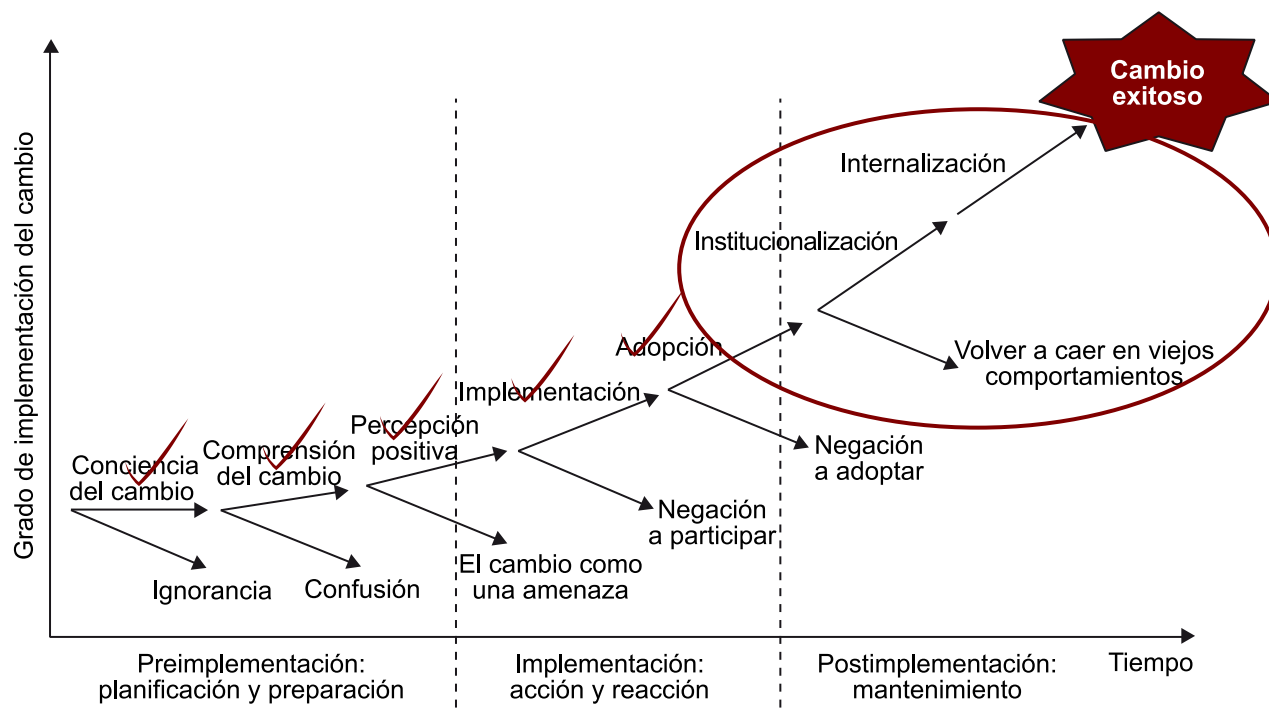 Cambio
exitoso
Grado de implementación del cambio
Internalización
Institucionalización
Volver a caer en viejos
comportamientos
Adopción
Negación
a adoptar
Implementación
Negación
a participar
Percepción
positiva
El cambio como
una amenaza
Comprensión
del cambio
Confusión
Conciencia
del cambio
Ignorancia
Preimplementación:
planificación y preparación
Implementación:
acción y reacción
Postimplementación:
mantenimiento
Tiempo